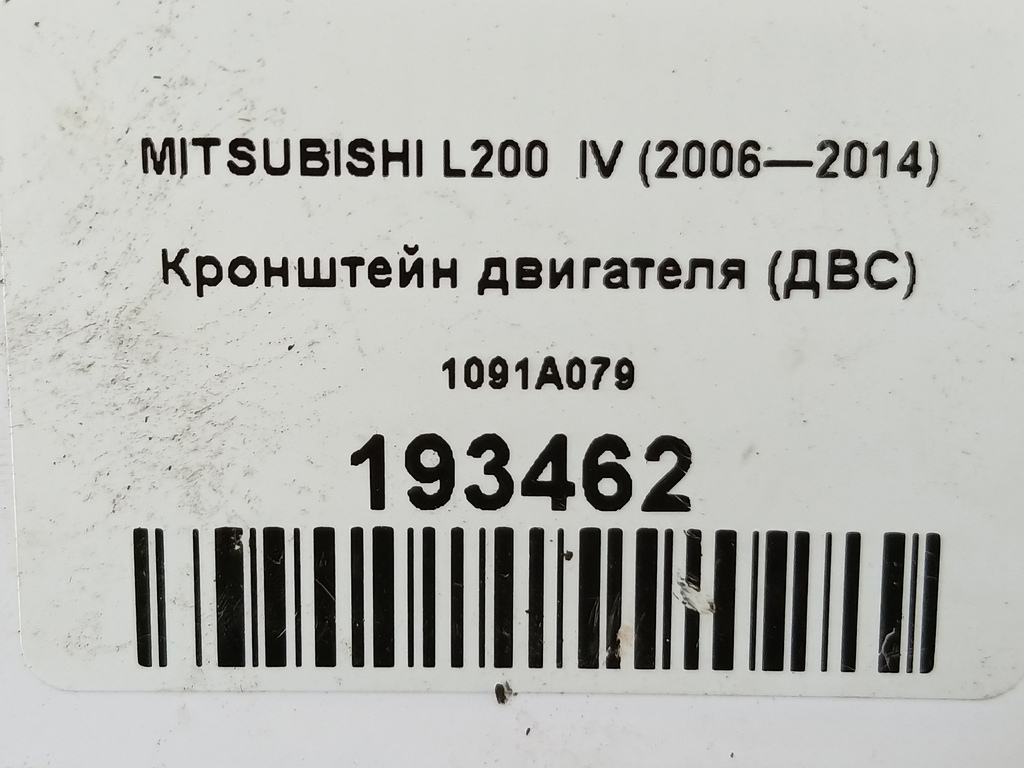 MITSUBISHI L200 IV (2006—2014)
Кронштейн двигателя (ДВС)
1091A079
193462